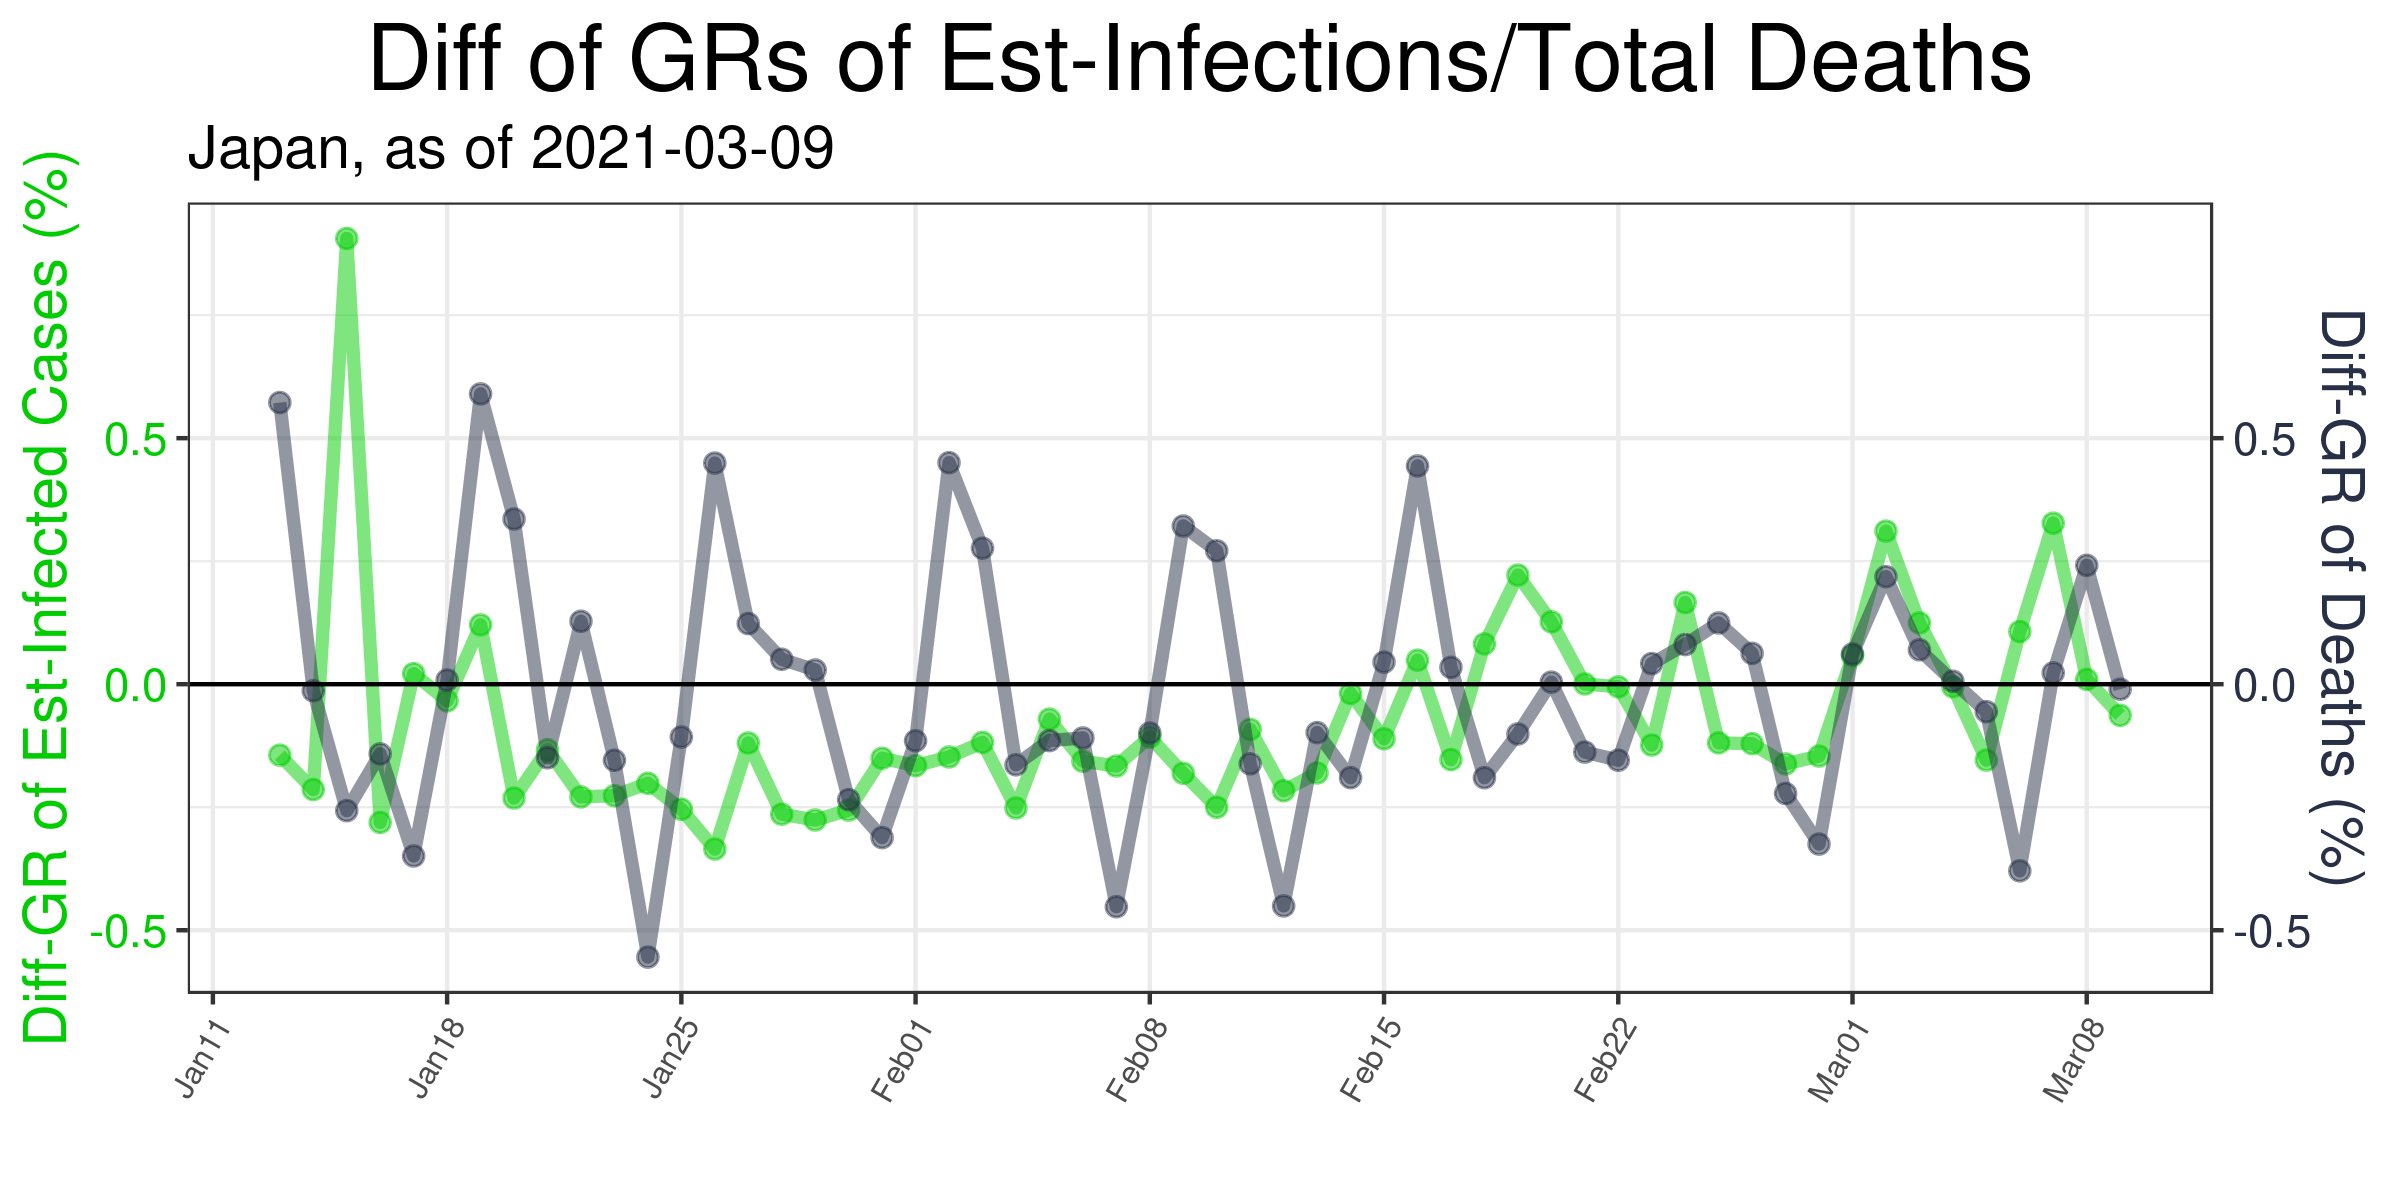 Diff of GRs of Est-Infections/Total Deaths
Japan, as of 2021-03-09
Diff-GR of Est-Infected Cases (%)
0.5
0.0
-0.5
0.5
0.0
-0.5
Diff-GR of Deaths (%)
Jan11
Jan18
Jan25
Feb01
Feb08
Feb15
Feb22
Mar01
Mar08